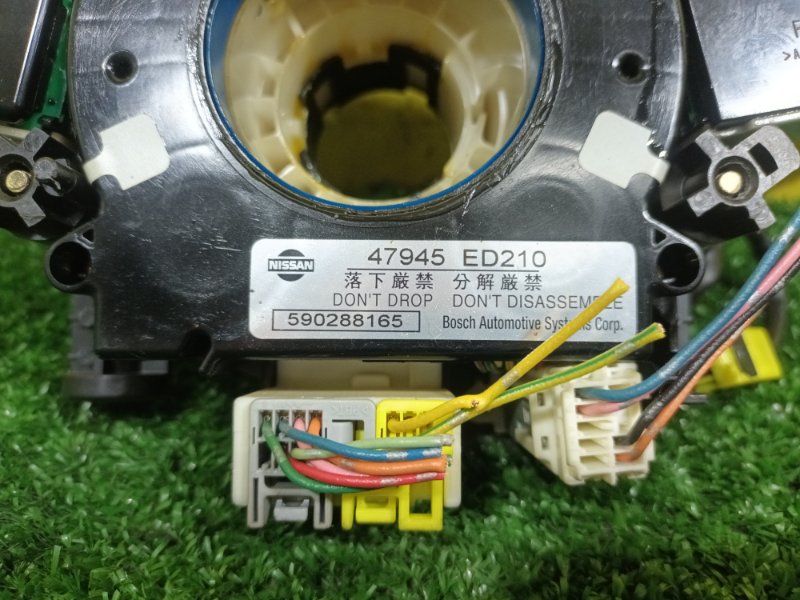 NISSAN
47945 ED210
落下厳禁 分解厳禁
DON'T DROP DON'T DISASSEMBLE
590288165
Bosch Automotive Systems Corp.